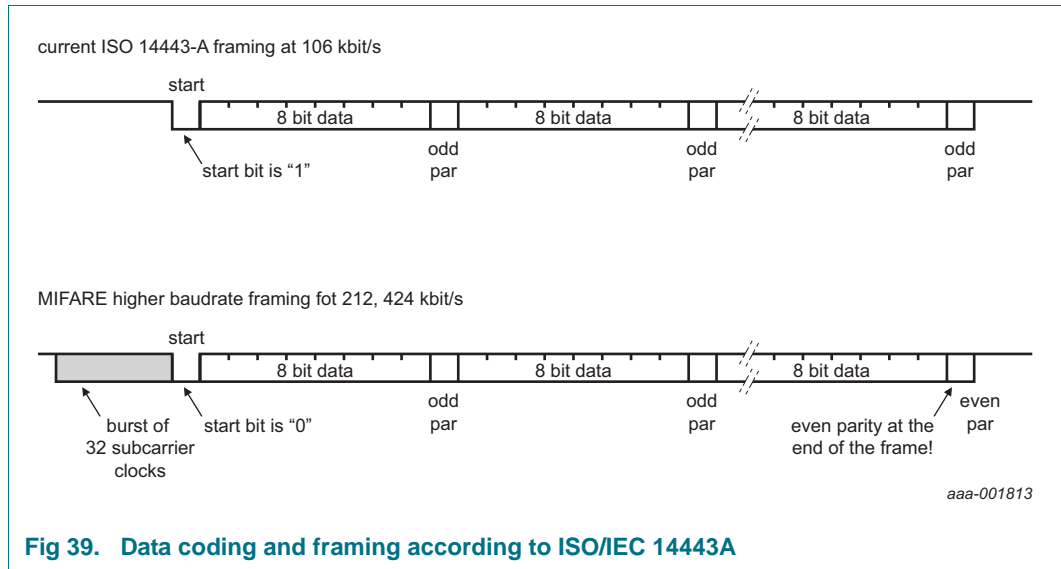 current ISO 14443-A framing at 106 kbit/s
start
8 bit data
8 bit data
8 bit data
start bit is “1”
odd
par
odd
par
odd
par
MIFARE higher baudrate framing fot 212, 424 kbit/s
start
8 bit data
8 bit data
8 bit data
burst of
32 subcarrier
clocks
start bit is “0”
odd
par
odd
par
even parity at the
end of the frame!
even
par
aaa-001813
Fig 39. Data coding and framing according to ISO/IEC 14443A